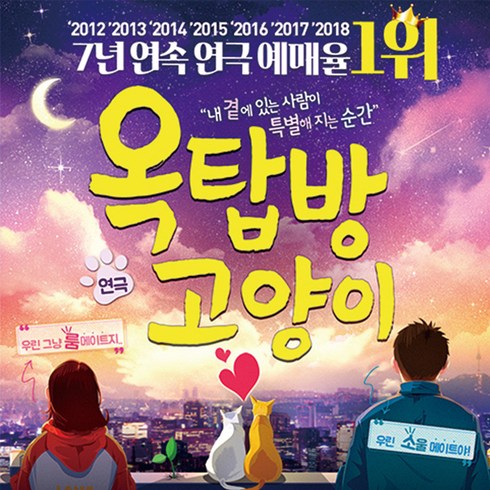 '2012 '2013 '2014 '2015 '2016 '2017 '2018
7년 연속 연극 예매율 1위
"내 곁에 있는 사람이
특별해 지는 순간"
옥탑방
고양이
연극
"우린 그냥 룸메이트지.."
"우린 소울메이트야!"